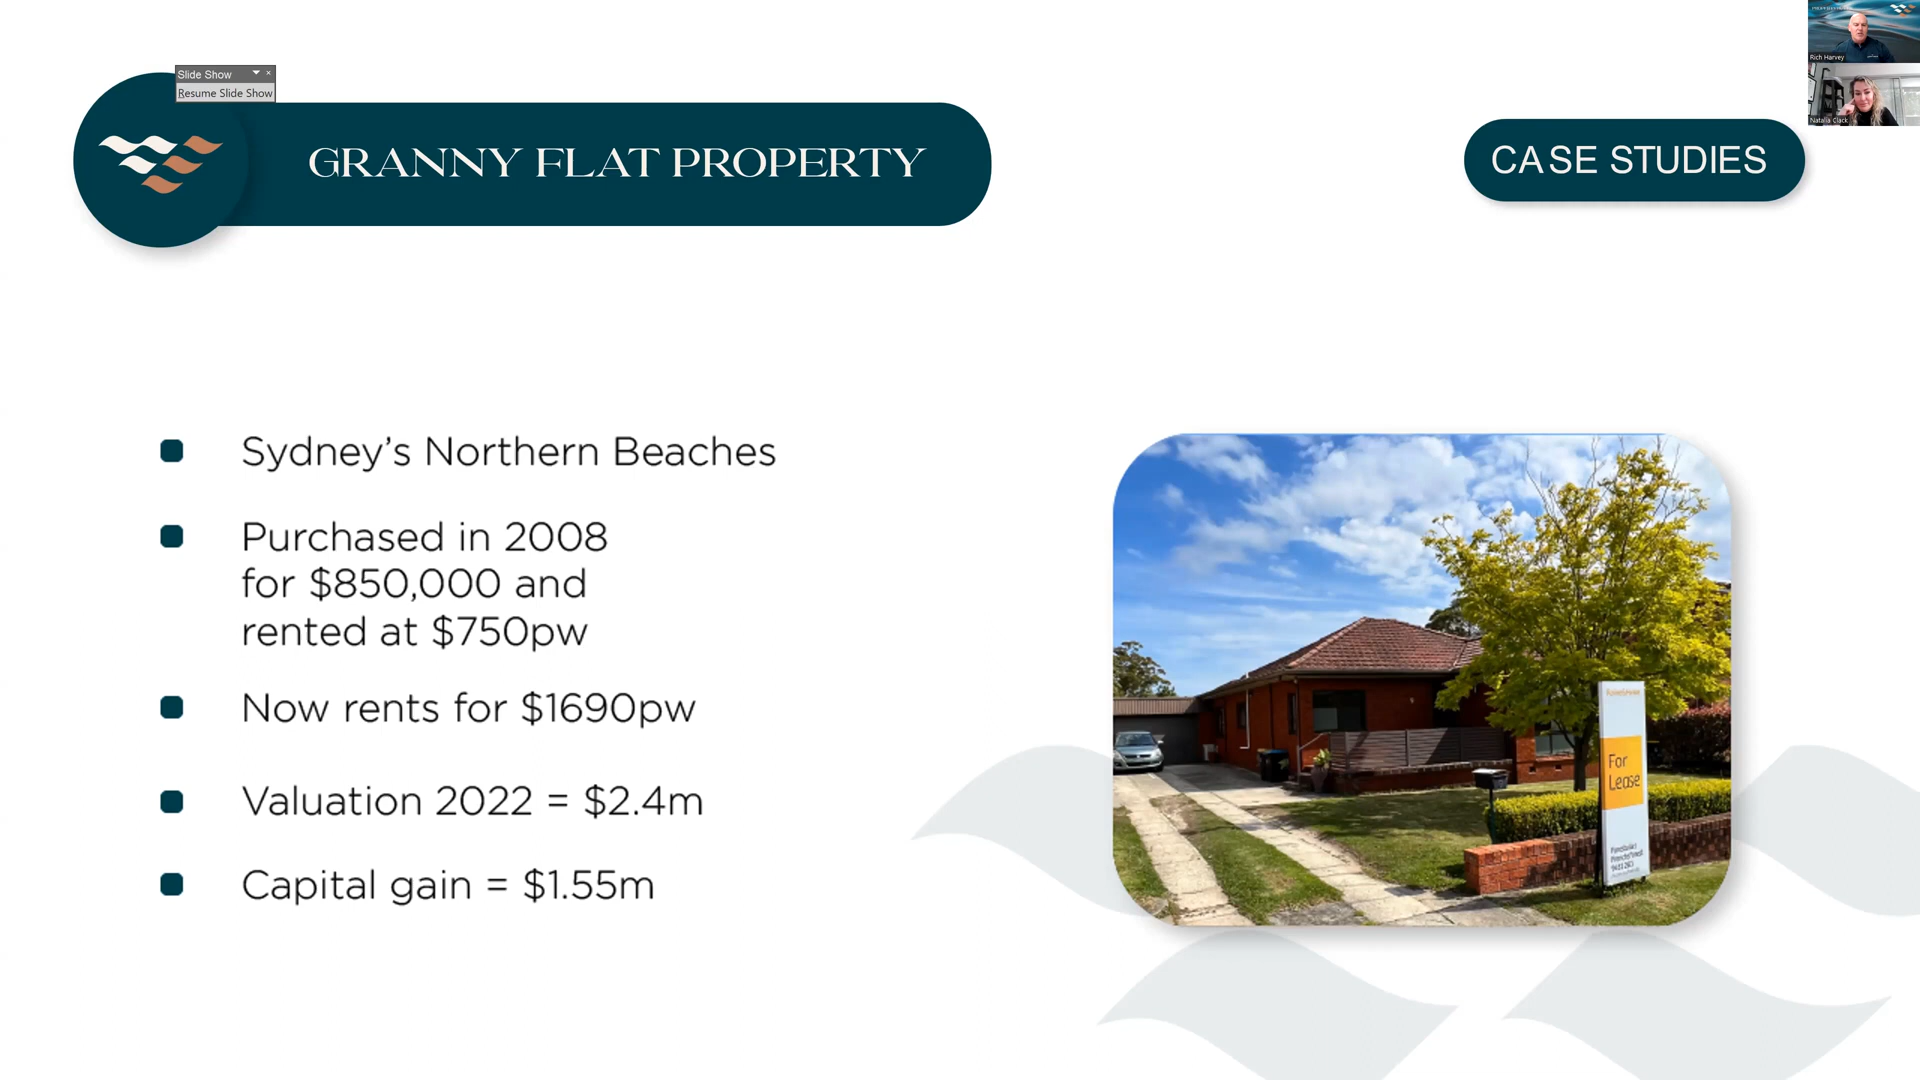 Slide Show
Resume Slide Show
GRANNY FLAT PROPERTY
CASE STUDIES
Rich Harvey
Natalia Clack
Sydney’s Northern Beaches
Purchased in 2008
for $850,000 and
rented at $750pw
Now rents for $1690pw
Valuation 2022 = $2.4m
Capital gain = $1.55m
For
Lease